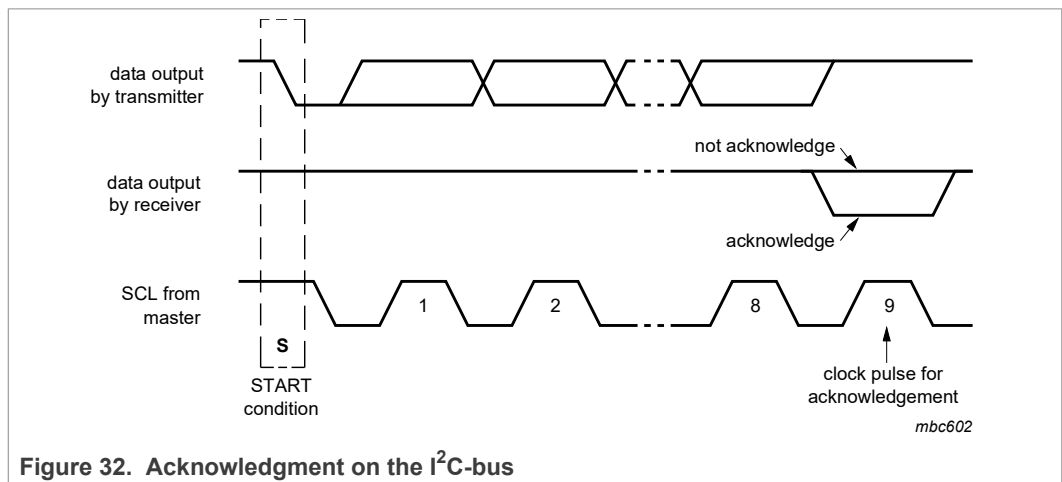 data output
by transmitter
not acknowledge
data output
by receiver
acknowledge
SCL from
master
1
2
8
9
S
START
condition
clock pulse for
acknowledgement
mbc602
Figure 32. Acknowledgment on the I²C-bus